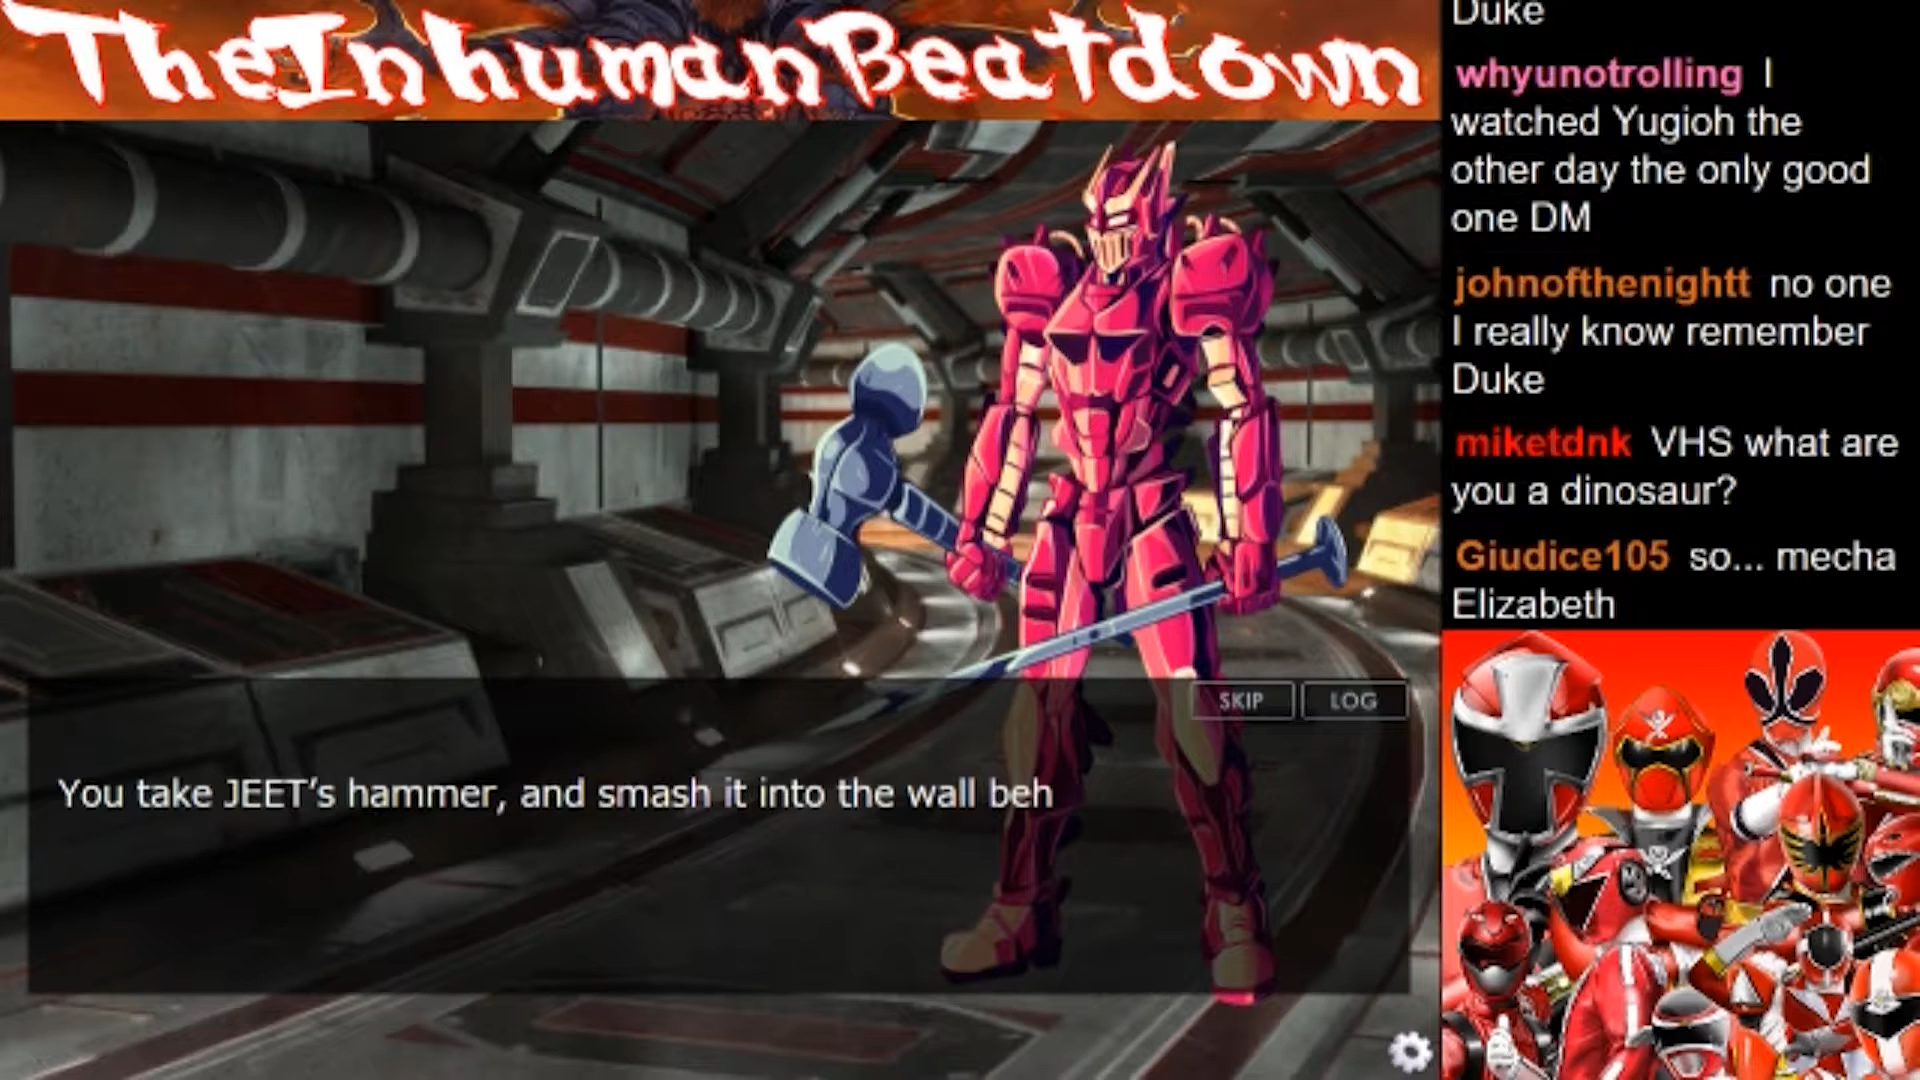 TheInhumanBeatdown
Duke
whyunotrolling I
watched Yugioh the
other day the only good
one DM
johnofthenightt no one
I really know remember
Duke
miketdnk VHS what are
you a dinosaur?
Giudice105 so... mecha
Elizabeth
SKIP LOG
You take JEET’s hammer, and smash it into the wall beh